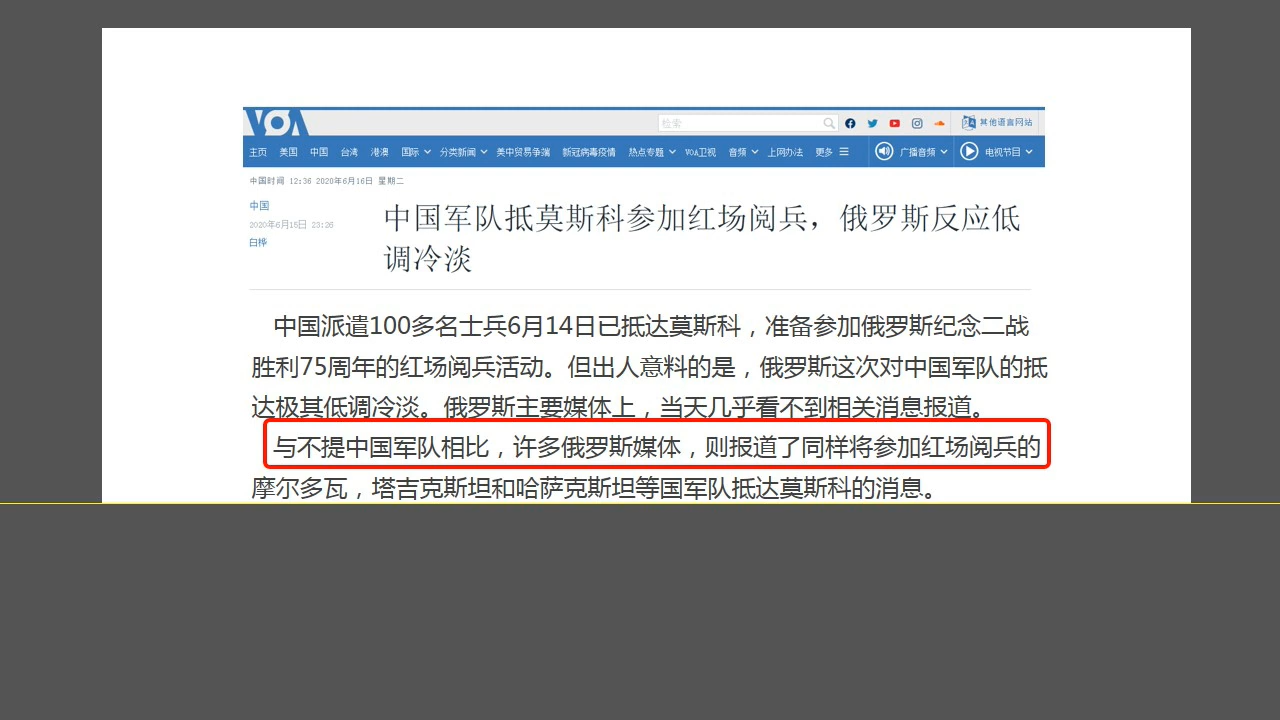 VOA
检索
其他语言网站
主页 美国 中国 台湾 港澳 国际 分类新闻 美中贸易争端 新冠病毒疫情 热点专题 VOA卫视 音频 上网办法 更多 广播音频 电视节目
中国时间 12:36 2020年6月16日 星期二
中国
2020年6月15日 23:26
白桦
中国军队抵莫斯科参加红场阅兵，俄罗斯反应低
调冷淡
中国派遣100多名士兵6月14日已抵达莫斯科，准备参加俄罗斯纪念二战
胜利75周年的红场阅兵活动。但出人意料的是，俄罗斯这次对中国军队的抵
达极其低调冷淡。俄罗斯主要媒体上，当天几乎看不到相关消息报道。
与不提中国军队相比，许多俄罗斯媒体，则报道了同样将参加红场阅兵的
摩尔多瓦，塔吉克斯坦和哈萨克斯坦等国军队抵达莫斯科的消息。